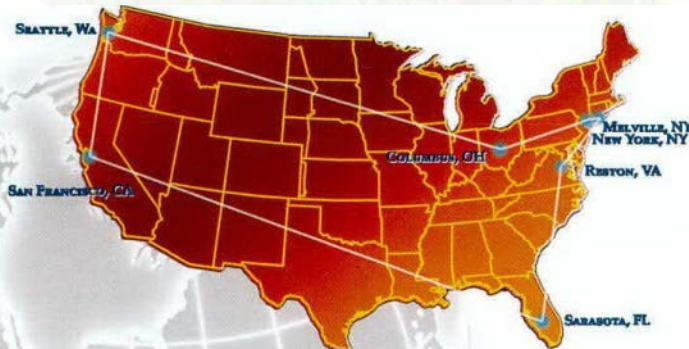 SEATTLE, WA
MELVILLE, NY
NEW YORK, NY
COLUMBUS, OH
RESTON, VA
SAN FRANCISCO, CA
SARASOTA, FL